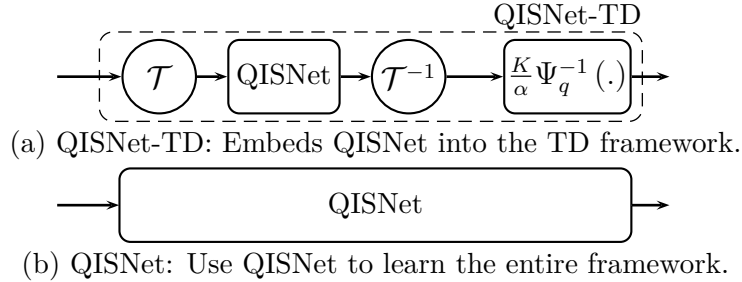 QISNet-TD
𝒯 QISNet 𝒯⁻¹ K/α Ψ_q⁻¹ (.)
(a) QISNet-TD: Embeds QISNet into the TD framework.
QISNet
(b) QISNet: Use QISNet to learn the entire framework.